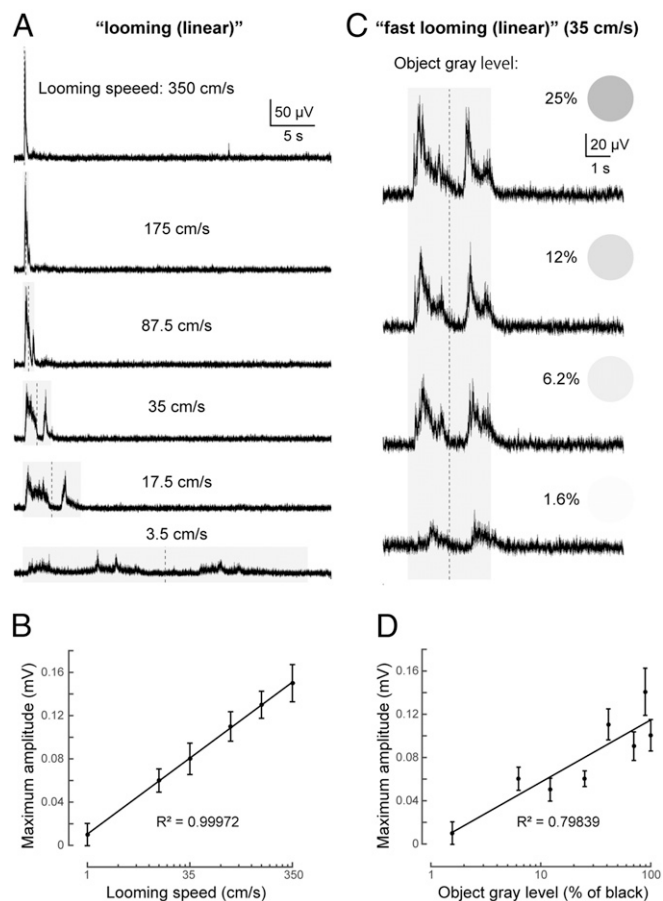 A
“looming (linear)”
Looming speeed: 350 cm/s
50 µV
5 s
175 cm/s
87.5 cm/s
35 cm/s
17.5 cm/s
3.5 cm/s
C
“fast looming (linear)” (35 cm/s)
Object gray level:
25%
20 µV
1 s
12%
6.2%
1.6%
B
Maximum amplitude (mV)
0.16
0.12
0.08
0.04
0
R² = 0.99972
1
35
350
Looming speed (cm/s)
D
Maximum amplitude (mV)
0.16
0.12
0.08
0.04
0
R² = 0.79839
1
10
100
Object gray level (% of black)